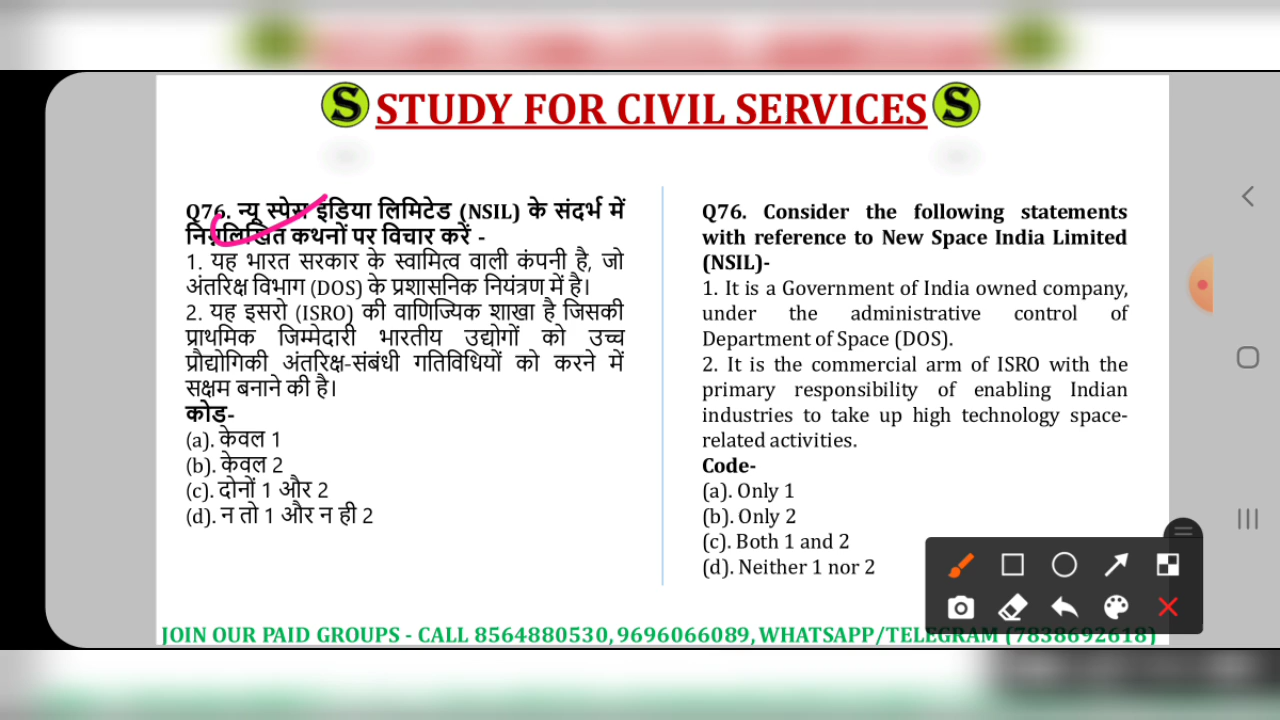 S STUDY FOR CIVIL SERVICES S
Q76. न्यू स्पेस इंडिया लिमिटेड (NSIL) के संदर्भ में
निम्नलिखित कथनों पर विचार करें -
1. यह भारत सरकार के स्वामित्व वाली कंपनी है, जो
अंतरिक्ष विभाग (DOS) के प्रशासनिक नियंत्रण में है।
2. यह इसरो (ISRO) की वाणिज्यिक शाखा है जिसकी
प्राथमिक जिम्मेदारी भारतीय उद्योगों को उच्च
प्रौद्योगिकी अंतरिक्ष-संबंधी गतिविधियों को करने में
सक्षम बनाने की है।
कोड-
(a). केवल 1
(b). केवल 2
(c). दोनों 1 और 2
(d). न तो 1 और न ही 2
Q76. Consider the following statements
with reference to New Space India Limited
(NSIL)-
1. It is a Government of India owned company,
under the administrative control of
Department of Space (DOS).
2. It is the commercial arm of ISRO with the
primary responsibility of enabling Indian
industries to take up high technology space-
related activities.
Code-
(a). Only 1
(b). Only 2
(c). Both 1 and 2
(d). Neither 1 nor 2
JOIN OUR PAID GROUPS - CALL 8564880530, 9696066089, WHATSAPP/TELEGRAM (7838692618)